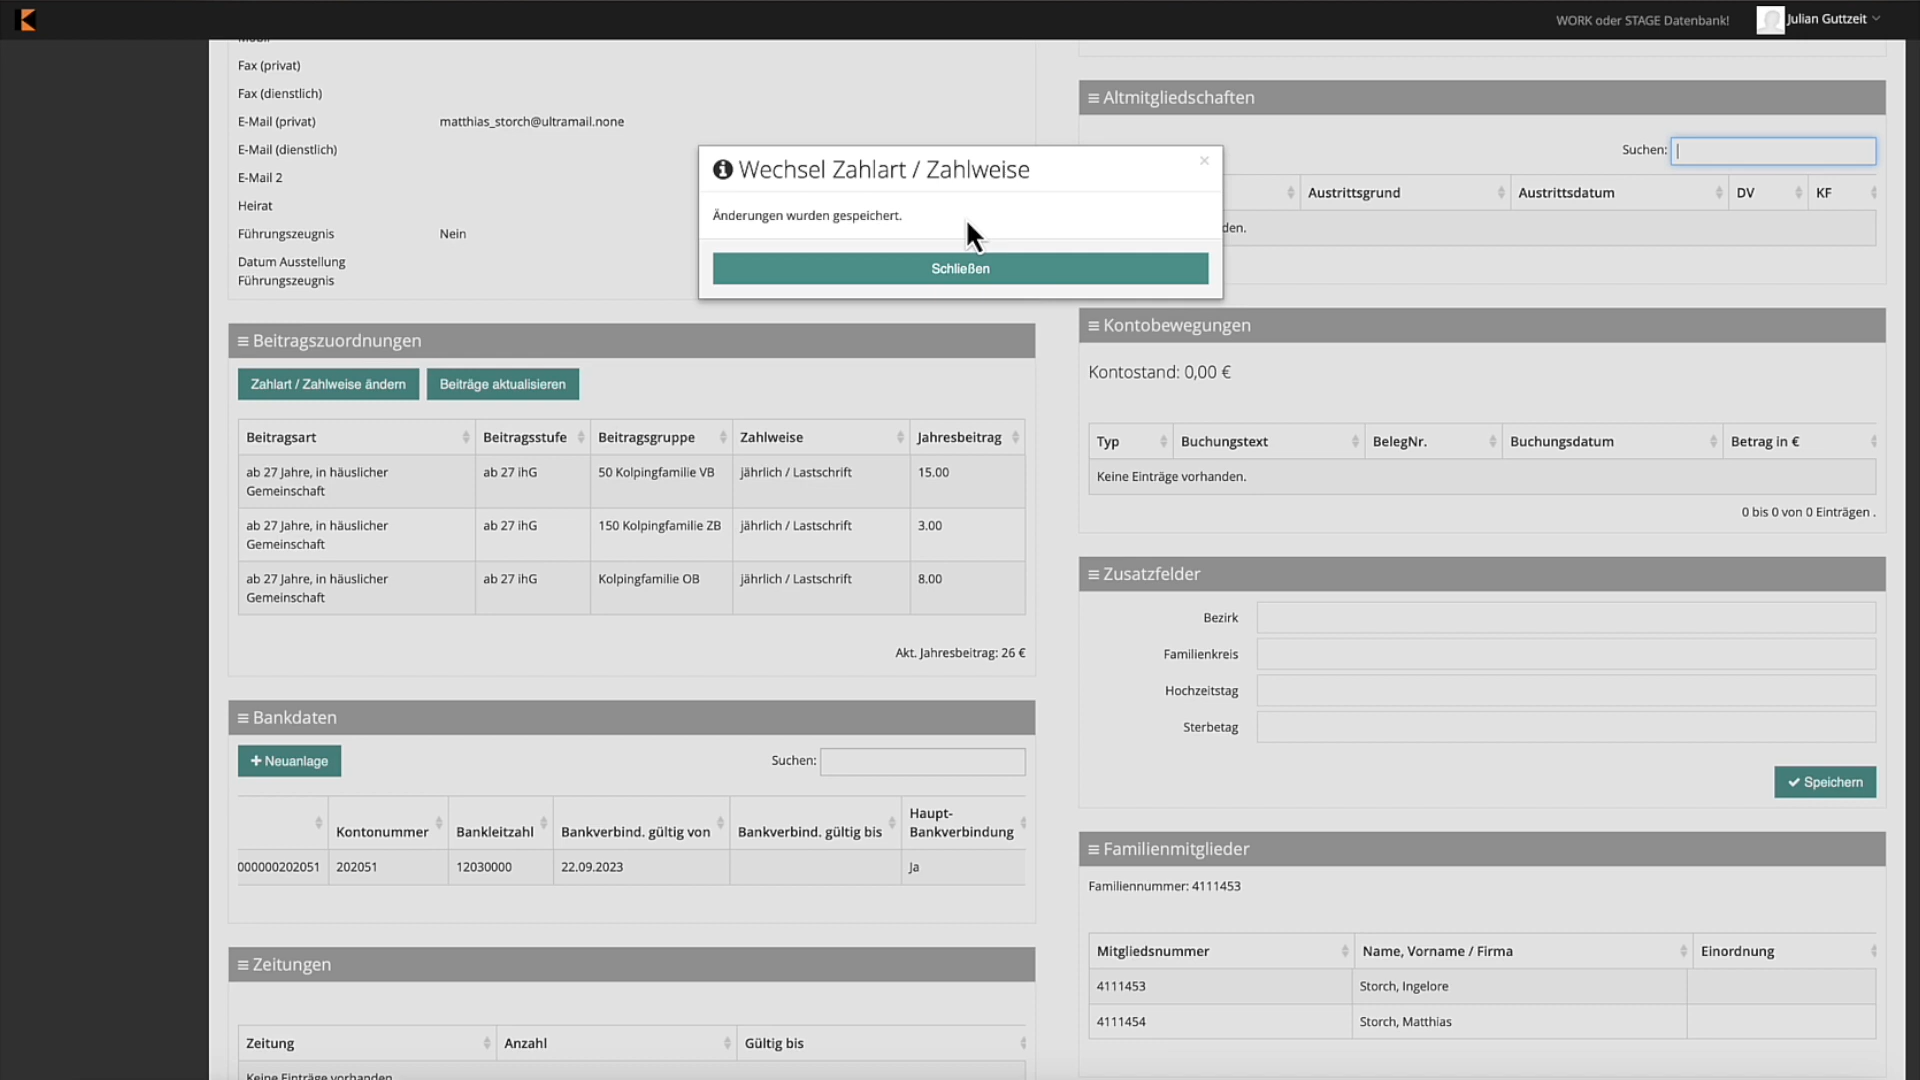 WORK oder STAGE Datenbank!
Julian Guttzeit
Fax (privat)
Fax (dienstlich)
E-Mail (privat) matthias_storch@ultramail.none
E-Mail (dienstlich)
E-Mail 2
Heirat
Führungszeugnis Nein
Datum Ausstellung
Führungszeugnis
Wechsel Zahlart / Zahlweise
×
Änderungen wurden gespeichert.
Schließen
Altmitgliedschaften
Suchen:
Austrittsgrund Austrittsdatum DV KF
den.
Beitragszuordnungen
Zahlart / Zahlweise ändern Beiträge aktualisieren
Beitragsart Beitragsstufe Beitragsgruppe Zahlweise Jahresbeitrag
ab 27 Jahre, in häuslicher ab 27 ihG 50 Kolpingfamilie VB jährlich / Lastschrift 15.00
Gemeinschaft
ab 27 Jahre, in häuslicher ab 27 ihG 150 Kolpingfamilie ZB jährlich / Lastschrift 3.00
Gemeinschaft
ab 27 Jahre, in häuslicher ab 27 ihG Kolpingfamilie OB jährlich / Lastschrift 8.00
Gemeinschaft
Akt. Jahresbeitrag: 26 €
Bankdaten
Neuanlage
Suchen:
Kontonummer Bankleitzahl Bankverbind. gültig von Bankverbind. gültig bis Haupt-
Bankverbindung
000000202051 202051 12030000 22.09.2023 Ja
Zeitungen
Zeitung Anzahl Gültig bis
Keine Einträge vorhanden.
Kontobewegungen
Kontostand: 0,00 €
Typ Buchungstext BelegNr. Buchungsdatum Betrag in €
Keine Einträge vorhanden.
0 bis 0 von 0 Einträgen .
Zusatzfelder
Bezirk
Familienkreis
Hochzeitstag
Sterbetag
Speichern
Familienmitglieder
Familiennummer: 4111453
Mitgliedsnummer Name, Vorname / Firma Einordnung
4111453 Storch, Ingelore
4111454 Storch, Matthias